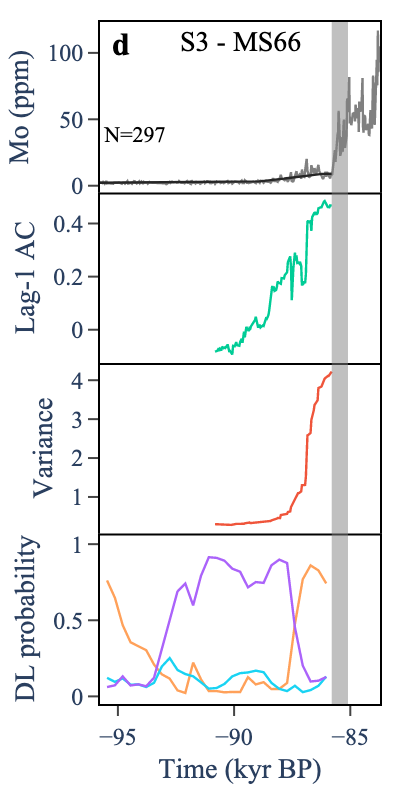 d S3 - MS66
Mo (ppm)
100
50
0
N=297
Lag-1 AC
0.4
0.2
0
Variance
4
3
2
1
DL probability
1
0.5
0
−95 −90 −85
Time (kyr BP)